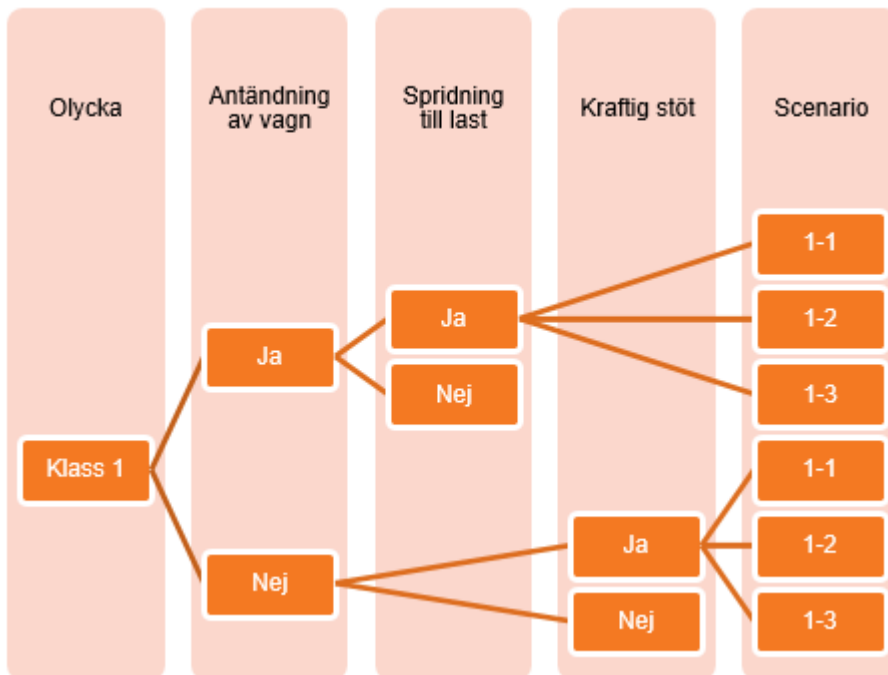 Olycka
Antändning
av vagn
Spridning
till last
Kraftig stöt
Scenario
1-1
Ja
1-2
Ja
Nej
1-3
Klass 1
1-1
Ja
1-2
Nej
Nej
1-3